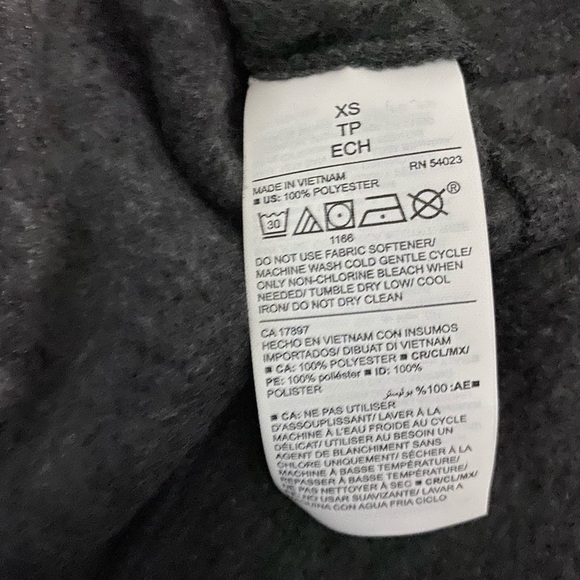 XS
TP
ECH
RN 54023
MADE IN VIETNAM
■ US: 100% POLYESTER
30
®
1166
DO NOT USE FABRIC SOFTENER/
MACHINE WASH COLD GENTLE CYCLE/
ONLY NON-CHLORINE BLEACH WHEN
NEEDED/ TUMBLE DRY LOW/ COOL
IRON/ DO NOT DRY CLEAN
CA 17897
HECHO EN VIETNAM CON INSUMOS
IMPORTADOS/ DIBUAT DI VIETNAM
■ CA: 100% POLYESTER ■ CR/CL/MX/
PE: 100% poliéster ■ ID: 100%
POLISTER
■AE: 100% بوليستر
■ CA: NE PAS UTILISER
D'ASSOUPLISSANT/ LAVER À LA
MACHINE À L'EAU FROIDE AU CYCLE
DÉLICAT/ UTILISER AU BESOIN UN
AGENT DE BLANCHIMENT SANS
CHLORE UNIQUEMENT/ SÉCHER À LA
MACHINE À BASSE TEMPÉRATURE/
REPASSER À BASSE TEMPÉRATURE/
NE PAS NETTOYER À SEC ■ CR/CL/MX/
NO USAR SUAVIZANTE/ LAVAR A
CON AGUA FRIA CICLO